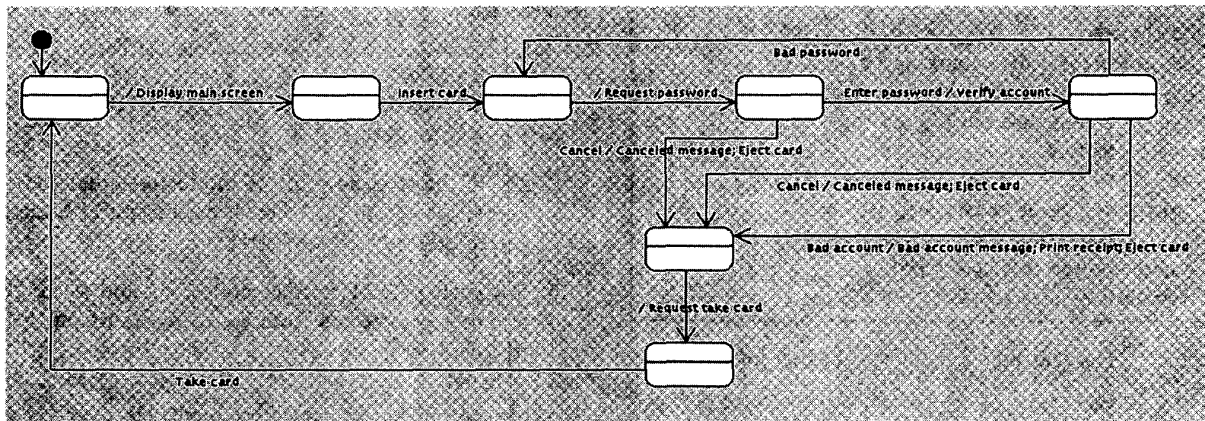 Bad password
/ Display main screen
Insert card
/ Request password
Enter password / Verify account
Cancel / Canceled message; Eject card
Cancel / Canceled message; Eject card
Bad account / Bad account message; Print receipt; Eject card
/ Request take card
Take card